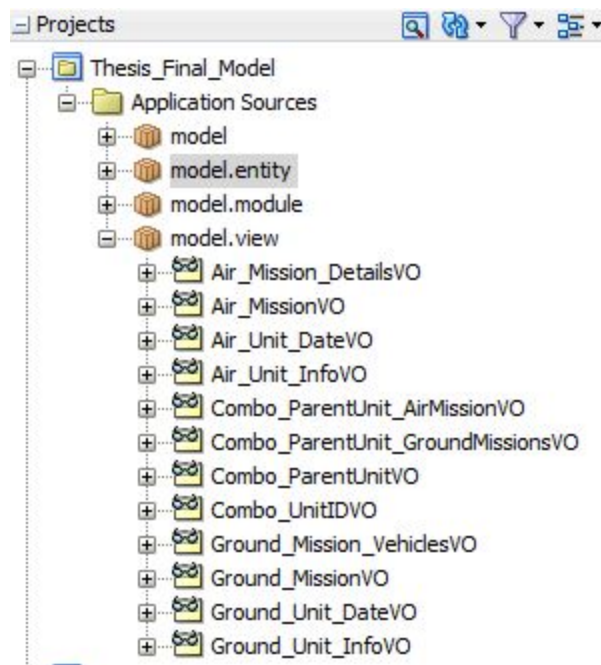 Projects
Thesis_Final_Model
Application Sources
model
model.entity
model.module
model.view
Air_Mission_DetailsVO
Air_MissionVO
Air_Unit_DateVO
Air_Unit_InfoVO
Combo_ParentUnit_AirMissionVO
Combo_ParentUnit_GroundMissionsVO
Combo_ParentUnitVO
Combo_UnitIDVO
Ground_Mission_VehiclesVO
Ground_MissionVO
Ground_Unit_DateVO
Ground_Unit_InfoVO